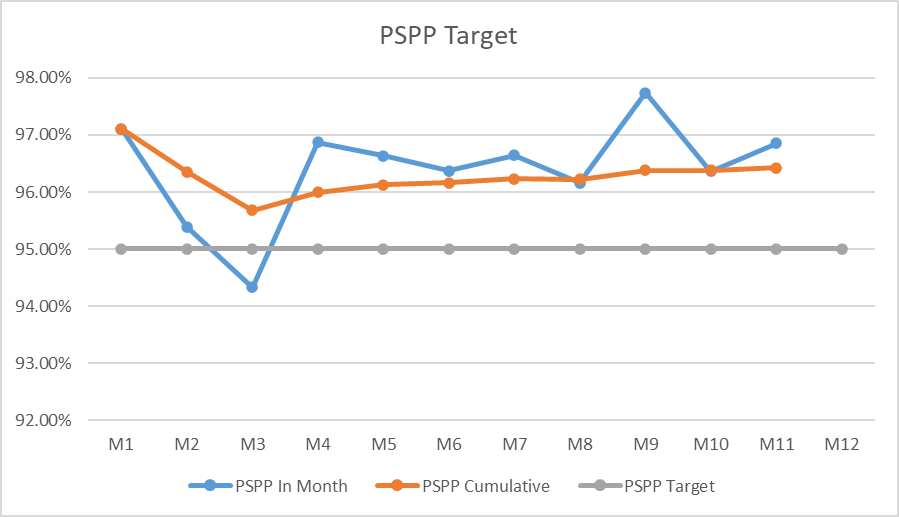 PSPP Target
98.00%
97.00%
96.00%
95.00%
94.00%
93.00%
92.00%
M1 M2 M3 M4 M5 M6 M7 M8 M9 M10 M11 M12
PSPP In Month PSPP Cumulative PSPP Target